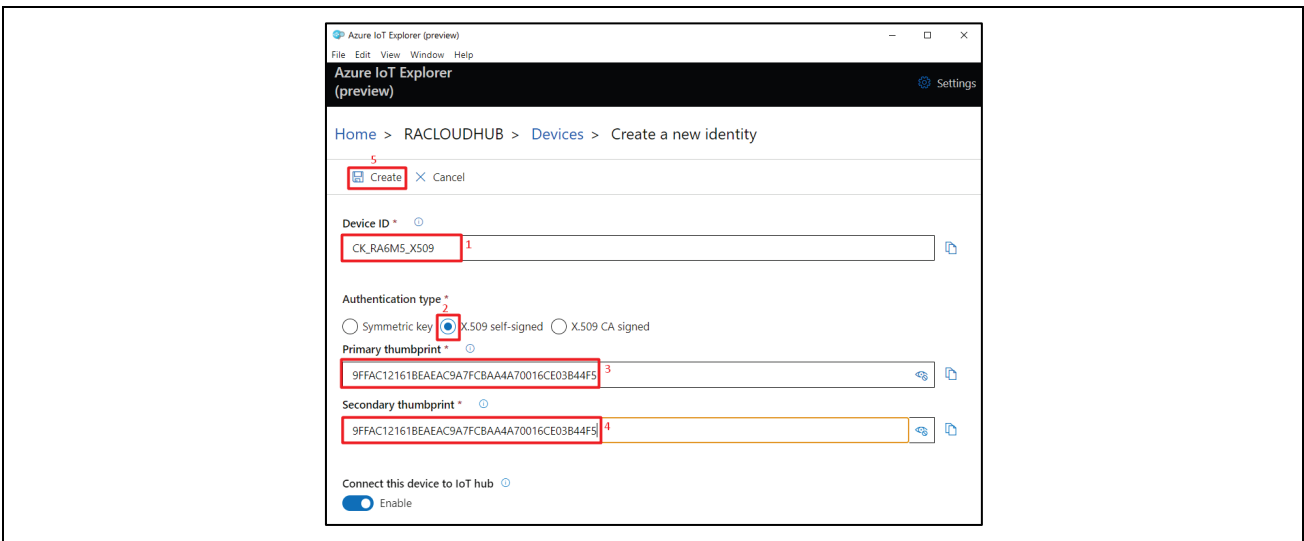 Azure IoT Explorer (preview)
File Edit View Window Help
Azure IoT Explorer
(preview)
Settings
Home > RACLOUDHUB > Devices > Create a new identity
5
Create Cancel
Device ID *
CK_RA6M5_X509
1
Authentication type *
2
Symmetric key X.509 self-signed X.509 CA signed
Primary thumbprint *
9FFAC12161BEAEAC9A7FCBAA4A70016CE03B44F5
3
Secondary thumbprint *
9FFAC12161BEAEAC9A7FCBAA4A70016CE03B44F5
4
Connect this device to IoT hub
Enable